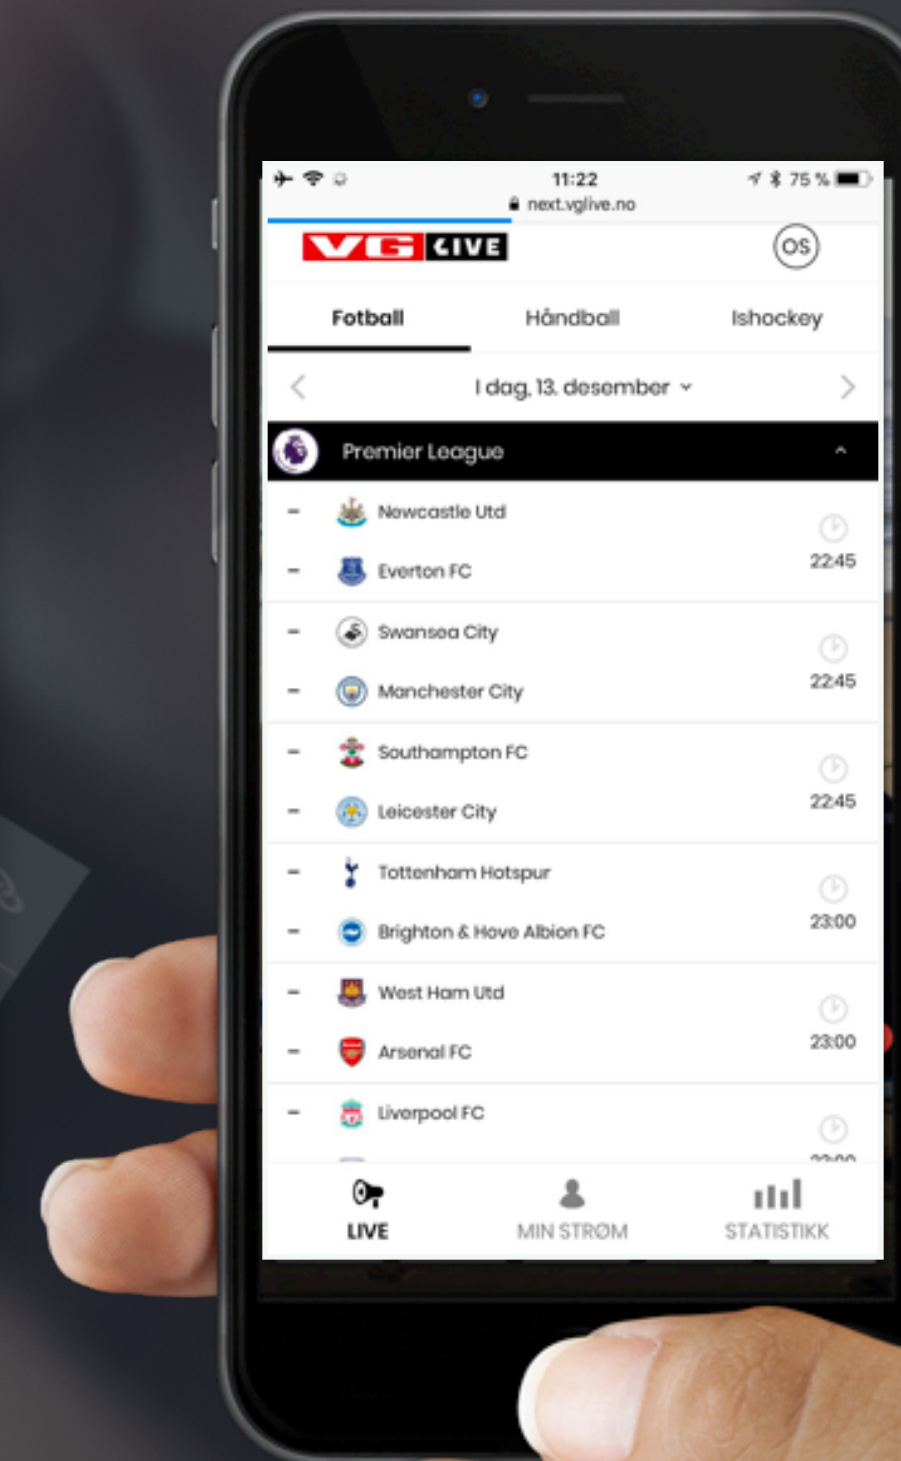 11:22
75 %
next.vglive.no
VG LIVE
OS
Fotball Håndball Ishockey
I dag, 13. desember
Premier League
- Newcastle Utd
22:45
- Everton FC
- Swansea City
22:45
- Manchester City
- Southampton FC
22:45
- Leicester City
- Tottenham Hotspur
23:00
- Brighton & Hove Albion FC
- West Ham Utd
23:00
- Arsenal FC
- Liverpool FC
LIVE MIN STRØM STATISTIKK